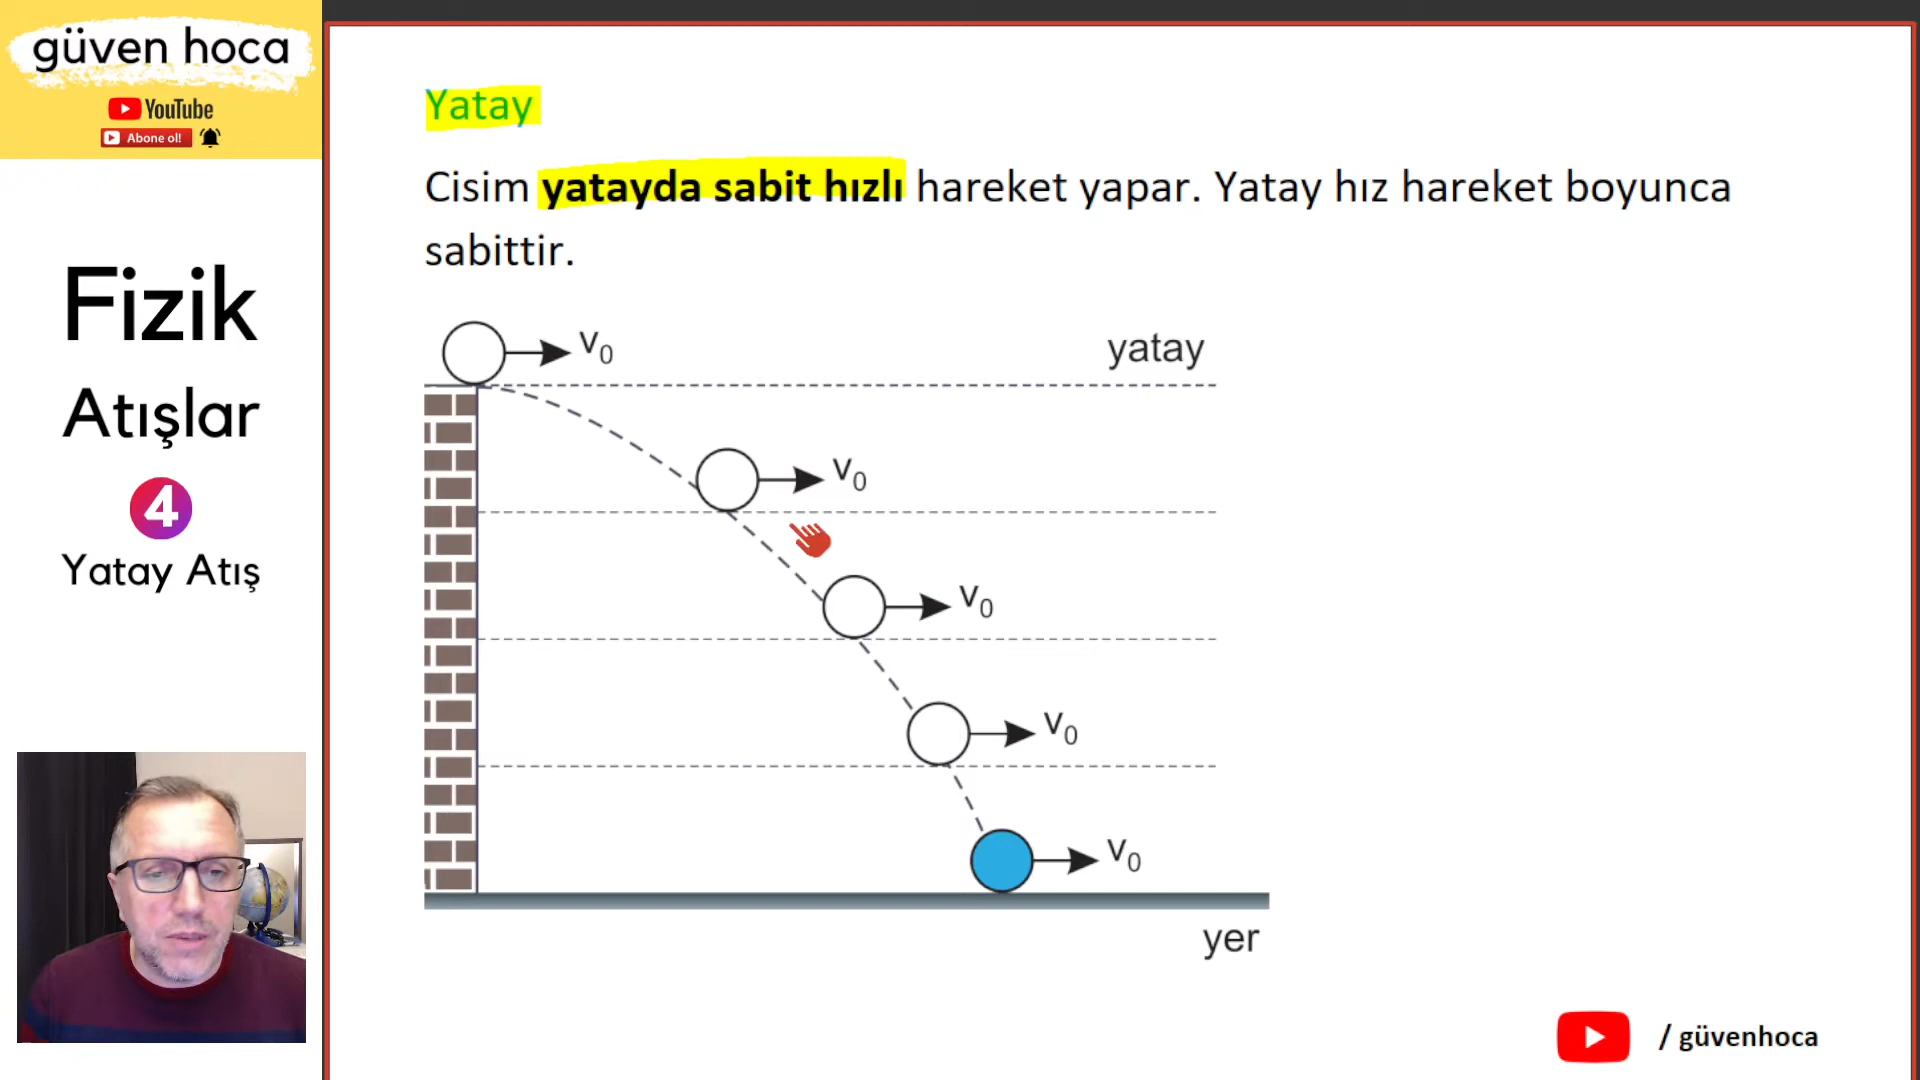 güven hoca
YouTube
Abone ol!
Fizik
Atışlar
4
Yatay Atış
Yatay
Cisim yatayda sabit hızlı hareket yapar. Yatay hız hareket boyunca
sabittir.
v₀
yatay
v₀
v₀
v₀
v₀
yer
/ güvenhoca